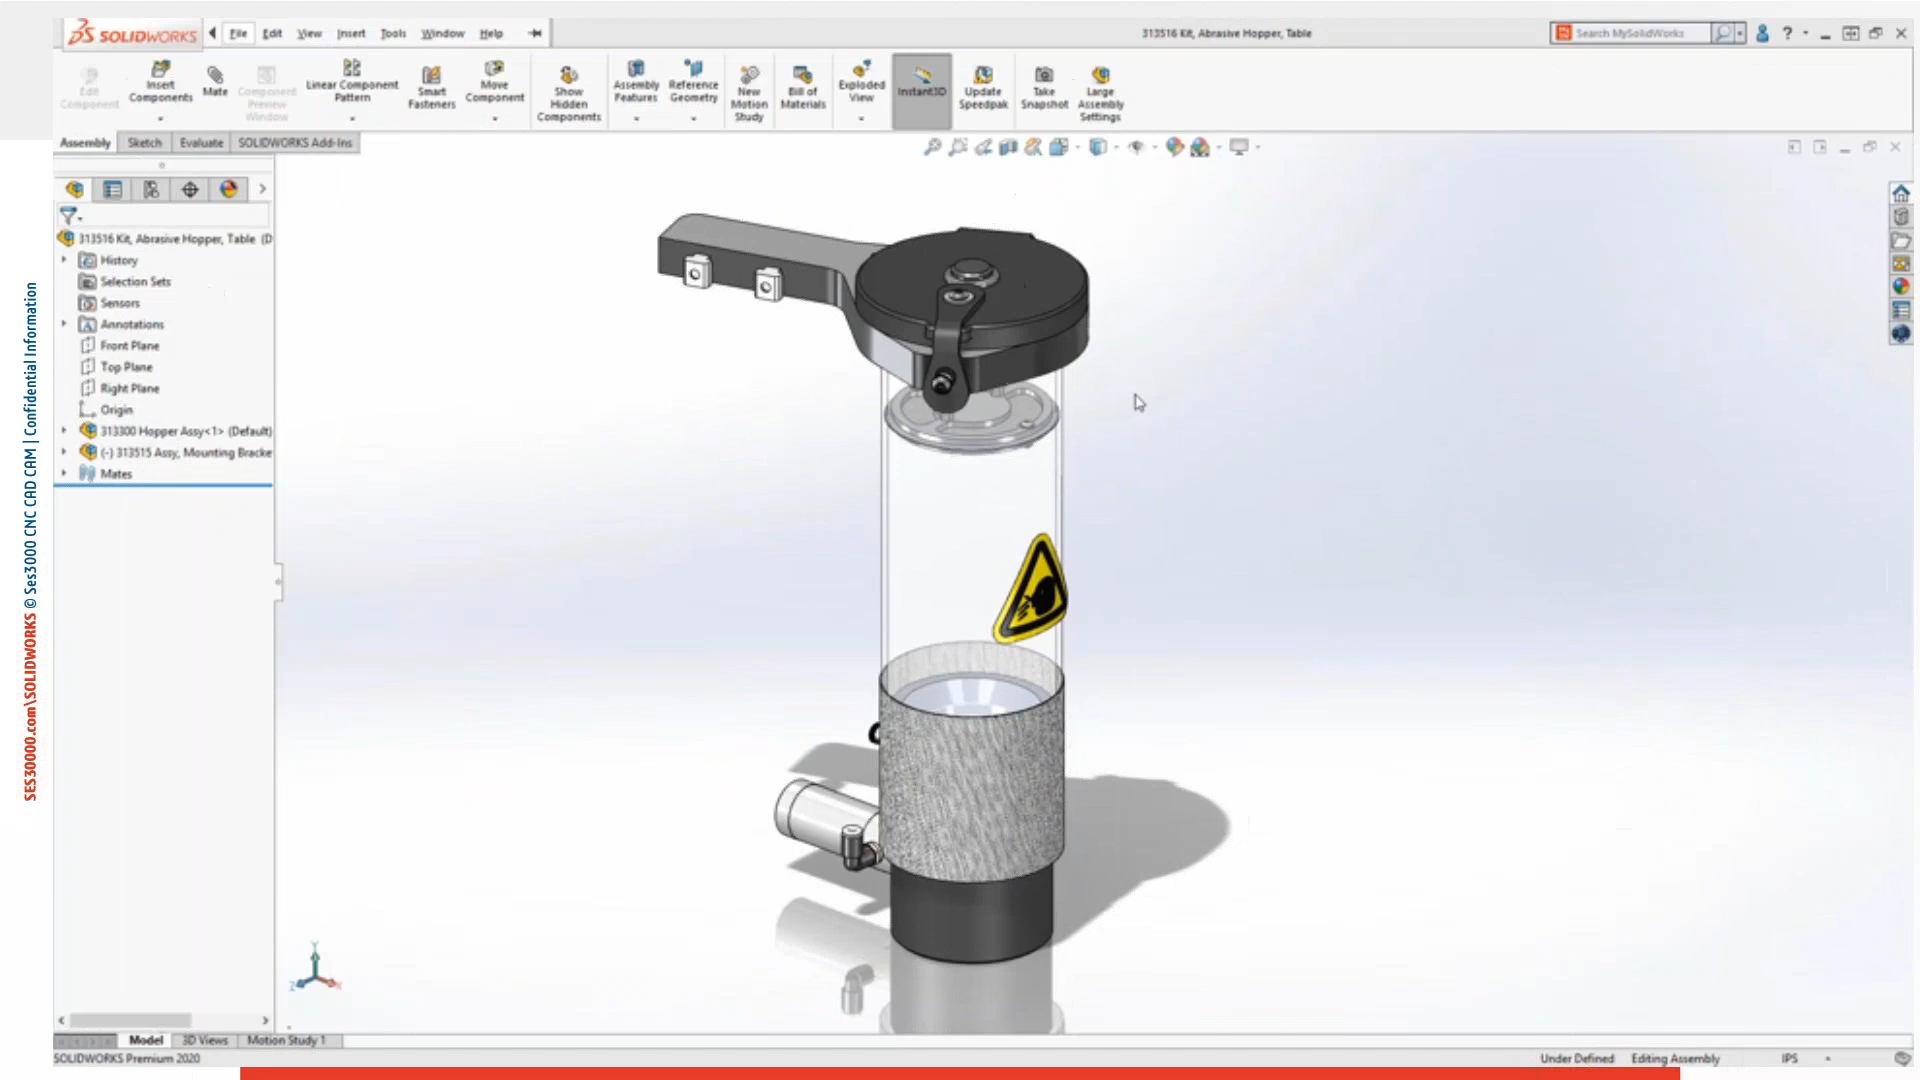 SOLIDWORKS
File Edit View Insert Tools Window Help
313516 Kit, Abrasive Hopper, Table
Search MySolidWorks
Edit Component
Insert Components
Mate
Component Preview Window
Linear Component Pattern
Smart Fasteners
Move Component
Show Hidden Components
Assembly Features
Reference Geometry
New Motion Study
Bill of Materials
Exploded View
Instant3D
Update Speedpak
Take Snapshot
Large Assembly Settings
Assembly Sketch Evaluate SOLIDWORKS Add-Ins
313516 Kit, Abrasive Hopper, Table (D
History
Selection Sets
Sensors
Annotations
Front Plane
Top Plane
Right Plane
Origin
313300 Hopper Assy<1> (Default)
(-) 313515 Assy, Mounting Bracke
Mates
Y
Z
X
Model 3D Views Motion Study 1
SOLIDWORKS Premium 2020
Under Defined Editing Assembly IPS
SES30000.com\SOLIDWORKS © Ses3000 CNC CAD CAM | Confidential Information